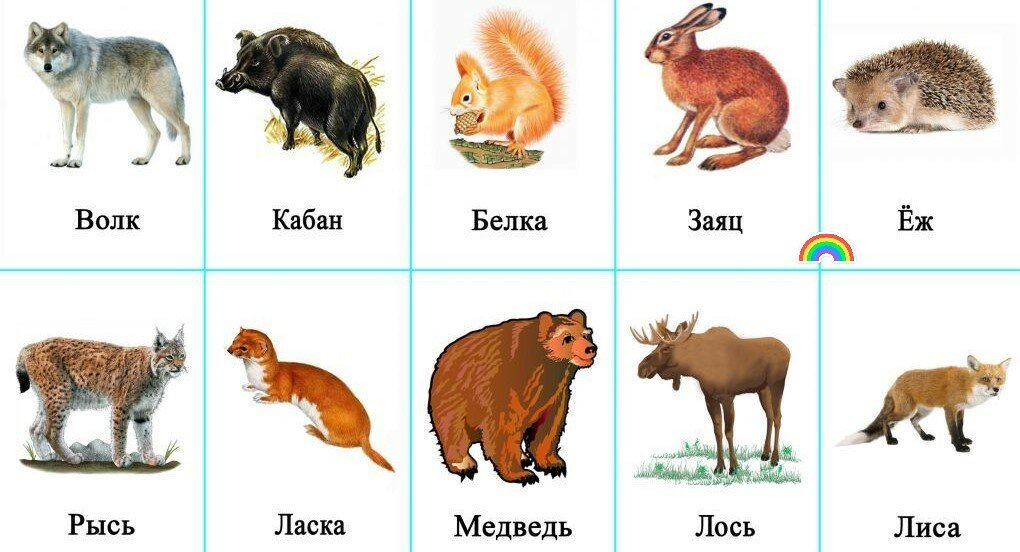 Волк
Кабан
Белка
Заяц
Ёж
Рысь
Ласка
Медведь
Лось
Лиса